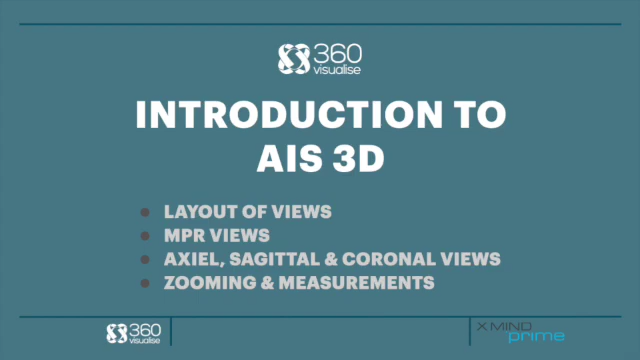 360
visualise
INTRODUCTION TO
AIS 3D
LAYOUT OF VIEWS
MPR VIEWS
AXIEL, SAGITTAL & CORONAL VIEWS
ZOOMING & MEASUREMENTS
360
visualise
X MIND
prime